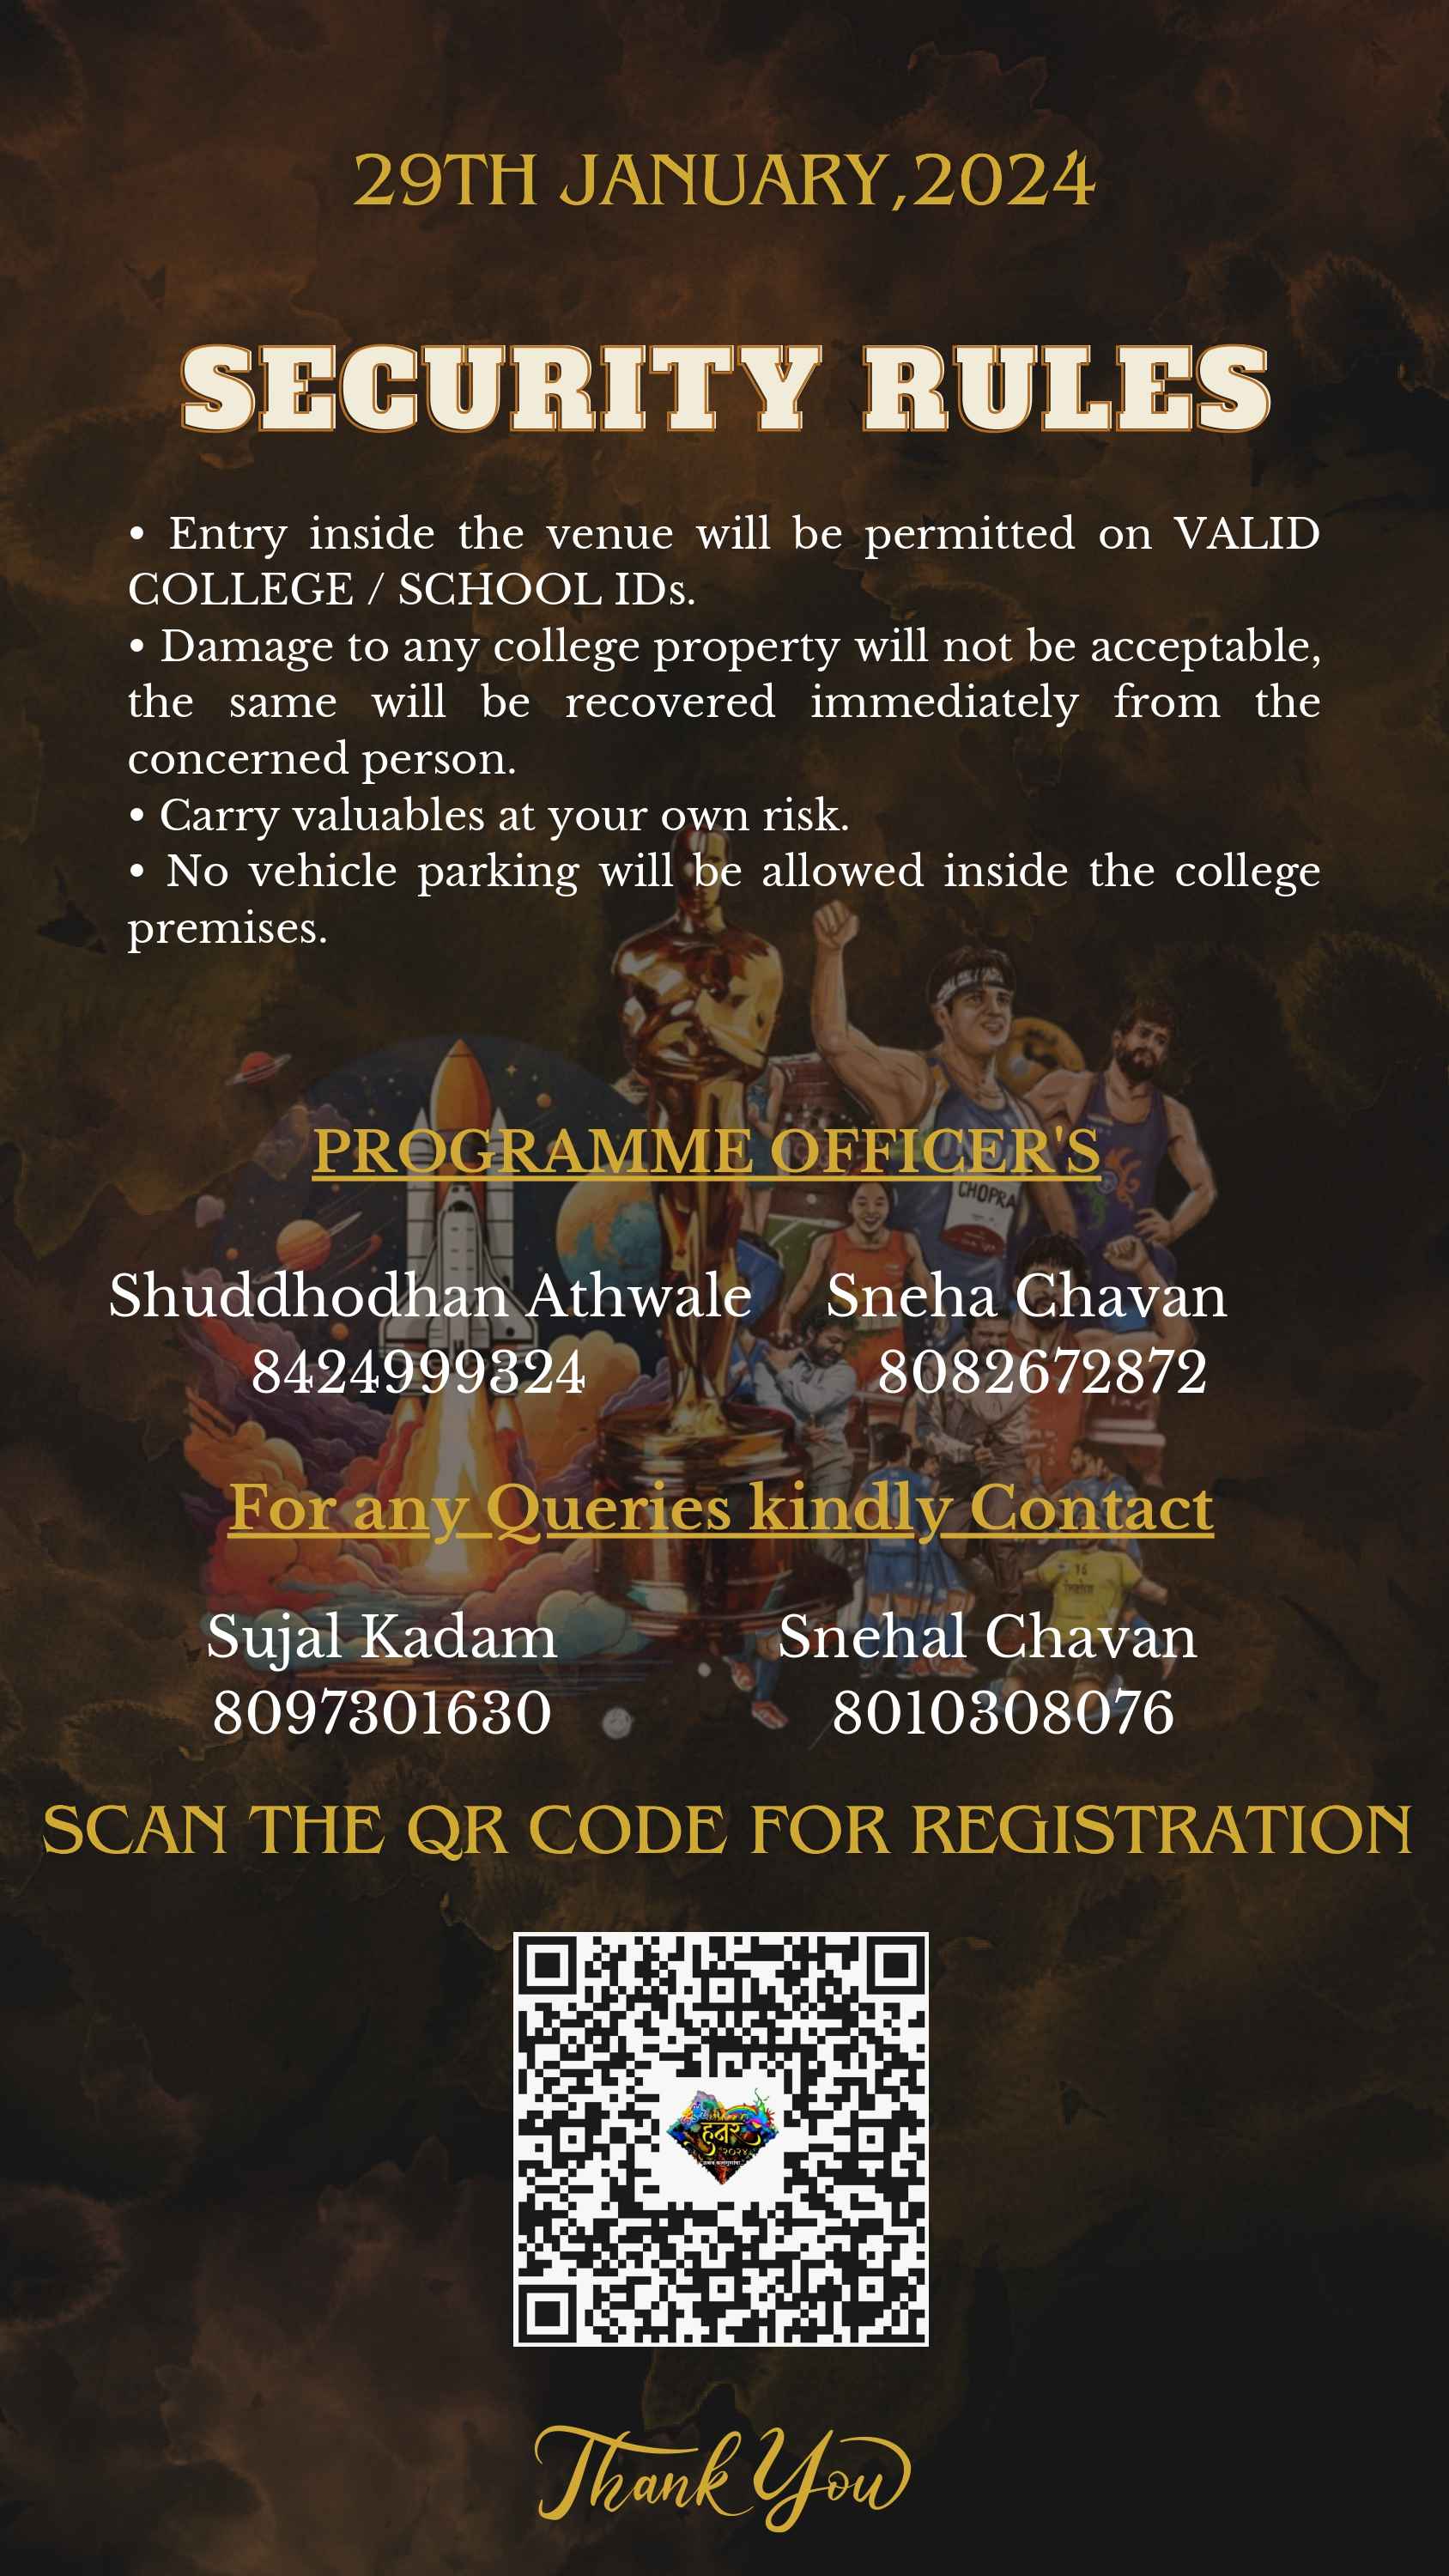 29TH JANUARY,2024
SECURITY RULES
• Entry inside the venue will be permitted on VALID
COLLEGE / SCHOOL IDs.
• Damage to any college property will not be acceptable,
the same will be recovered immediately from the
concerned person.
• Carry valuables at your own risk.
• No vehicle parking will be allowed inside the college
premises.
PROGRAMME OFFICER'S
CHOPRA
Shuddhodhan Athwale Sneha Chavan
8424999324 8082672872
For any Queries kindly Contact
16
Sujal Kadam Snehal Chavan
8097301630 8010308076
SCAN THE QR CODE FOR REGISTRATION
हुनर
२०२४
Thank You